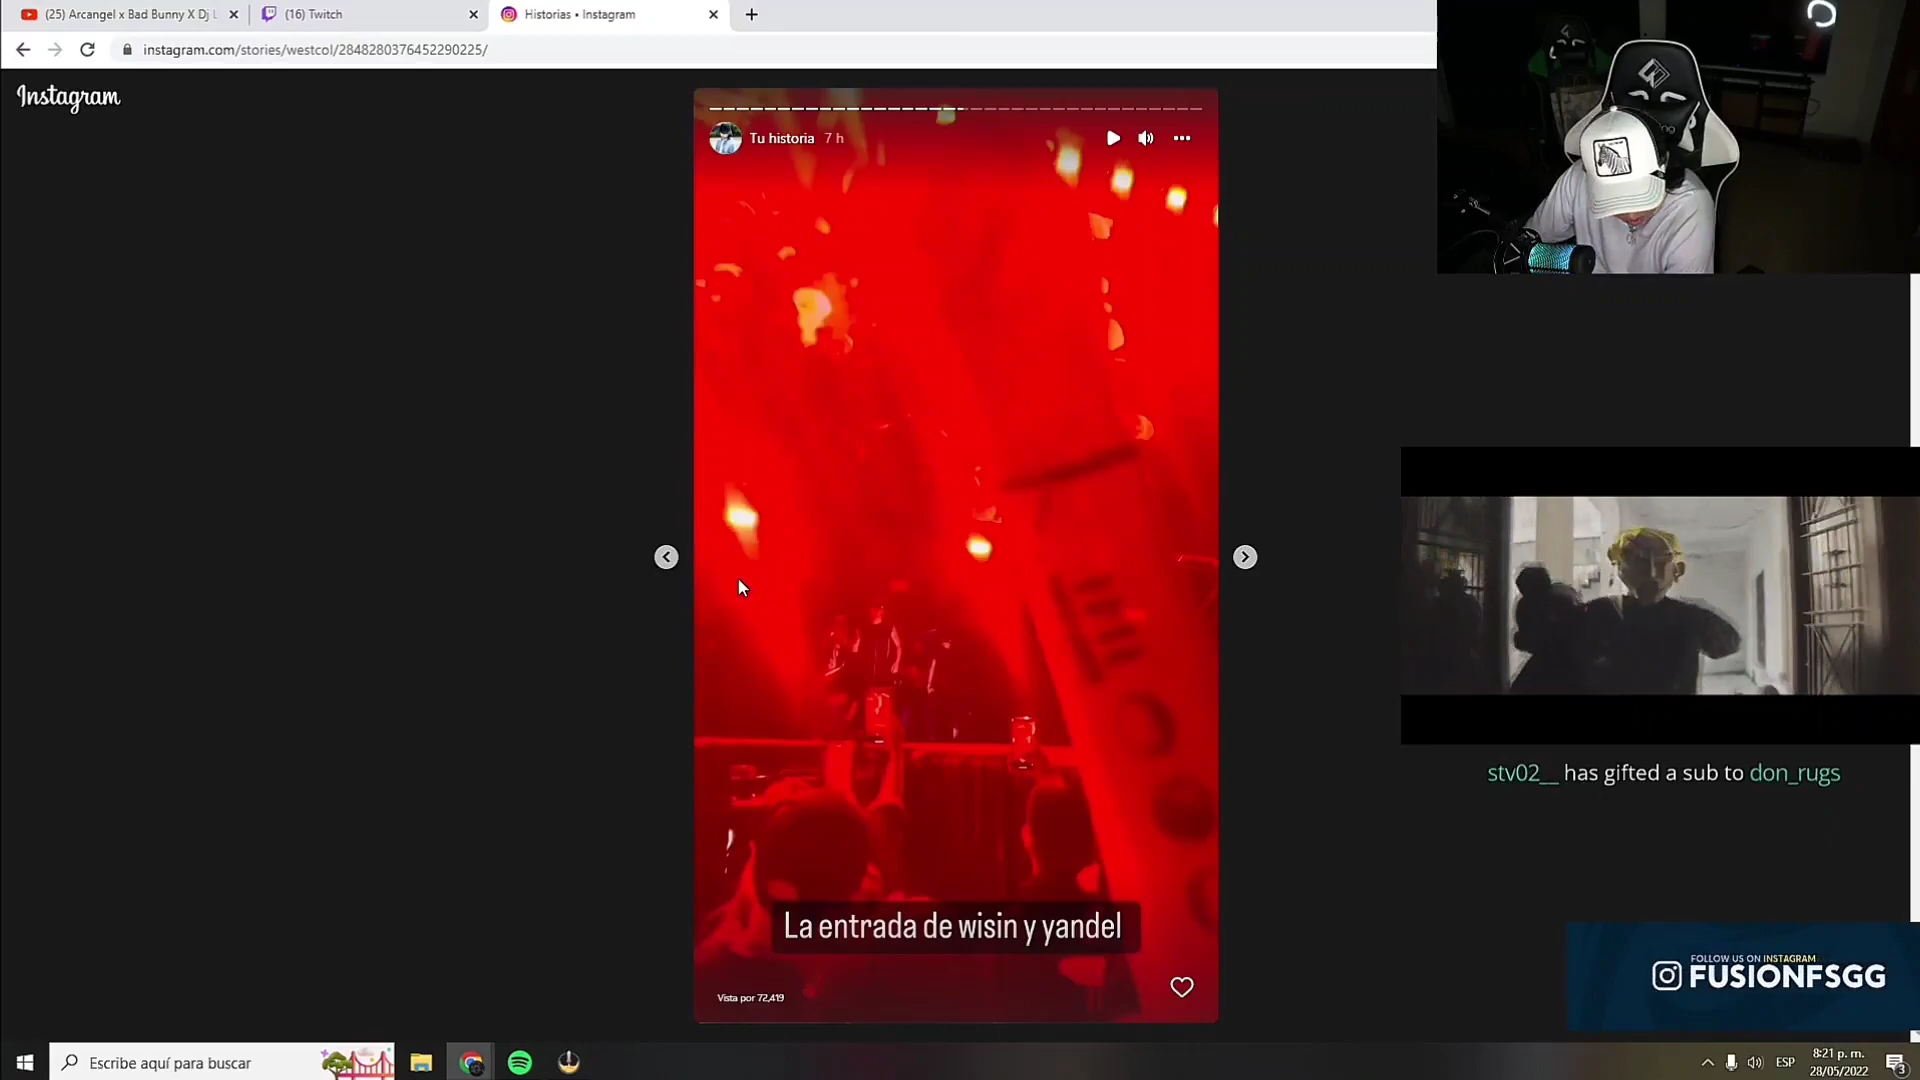 (25) Arcangel x Bad Bunny X Dj L
(16) Twitch
Historias • Instagram
instagram.com/stories/westcol/2848280376452290225/
Instagram
Tu historia 7 h
La entrada de wisin y yandel
Vista por 72,419
stv02__ has gifted a sub to don_rugs
FOLLOW US ON INSTAGRAM
FUSIONFSGG
Escribe aquí para buscar
ESP
8:21 p. m.
28/05/2022
3